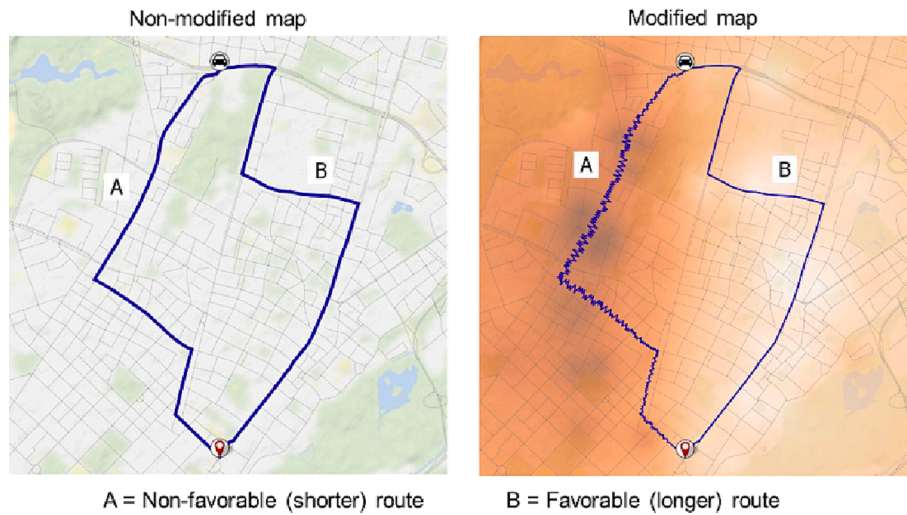 Non-modified map
Modified map
A
B
A
B
A = Non-favorable (shorter) route
B = Favorable (longer) route